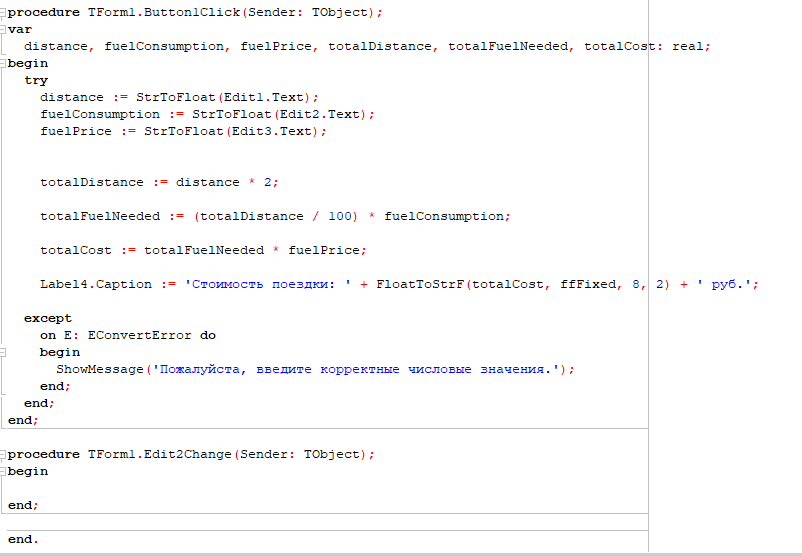 procedure TForm1.Button1Click(Sender: TObject);
var
  distance, fuelConsumption, fuelPrice, totalDistance, totalFuelNeeded, totalCost: real;
begin
  try
    distance := StrToFloat(Edit1.Text);
    fuelConsumption := StrToFloat(Edit2.Text);
    fuelPrice := StrToFloat(Edit3.Text);
    totalDistance := distance * 2;
    totalFuelNeeded := (totalDistance / 100) * fuelConsumption;
    totalCost := totalFuelNeeded * fuelPrice;
    Label4.Caption := 'Стоимость поездки: ' + FloatToStrF(totalCost, ffFixed, 8, 2) + ' руб.';
  except
    on E: EConvertError do
    begin
      ShowMessage('Пожалуйста, введите корректные числовые значения.');
    end;
  end;
end;
procedure TForm1.Edit2Change(Sender: TObject);
begin
end;
end.